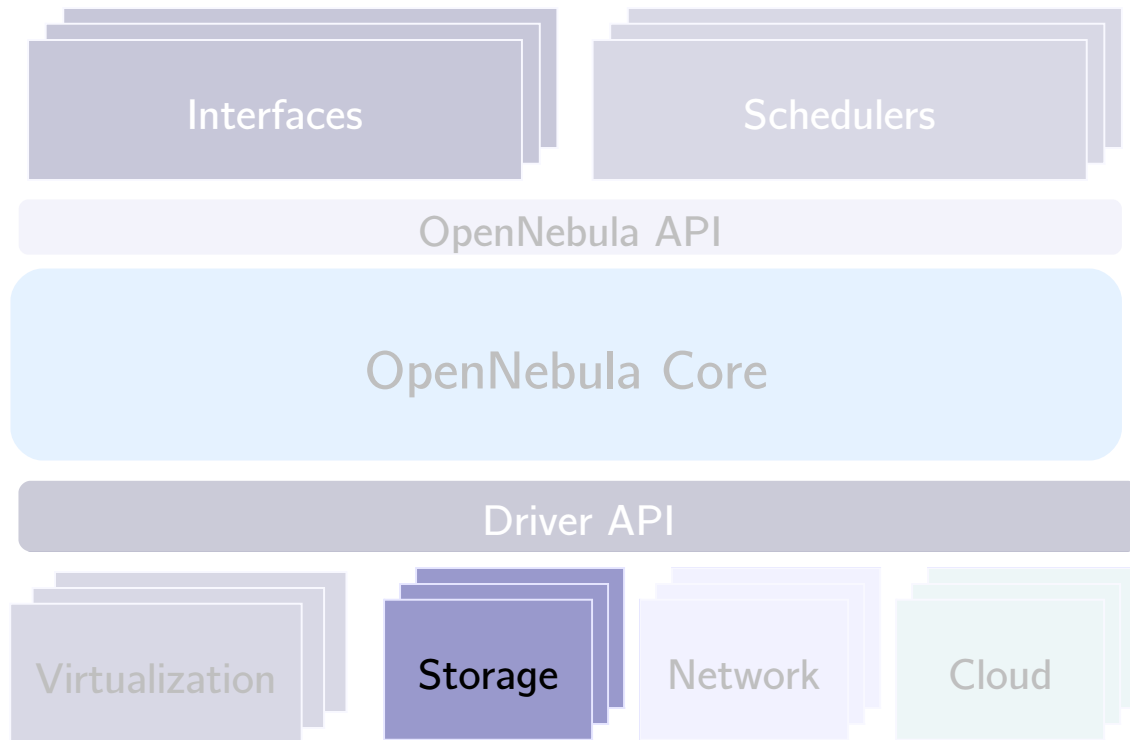 Interfaces
Schedulers
OpenNebula API
OpenNebula Core
Driver API
Virtualization
Storage
Network
Cloud